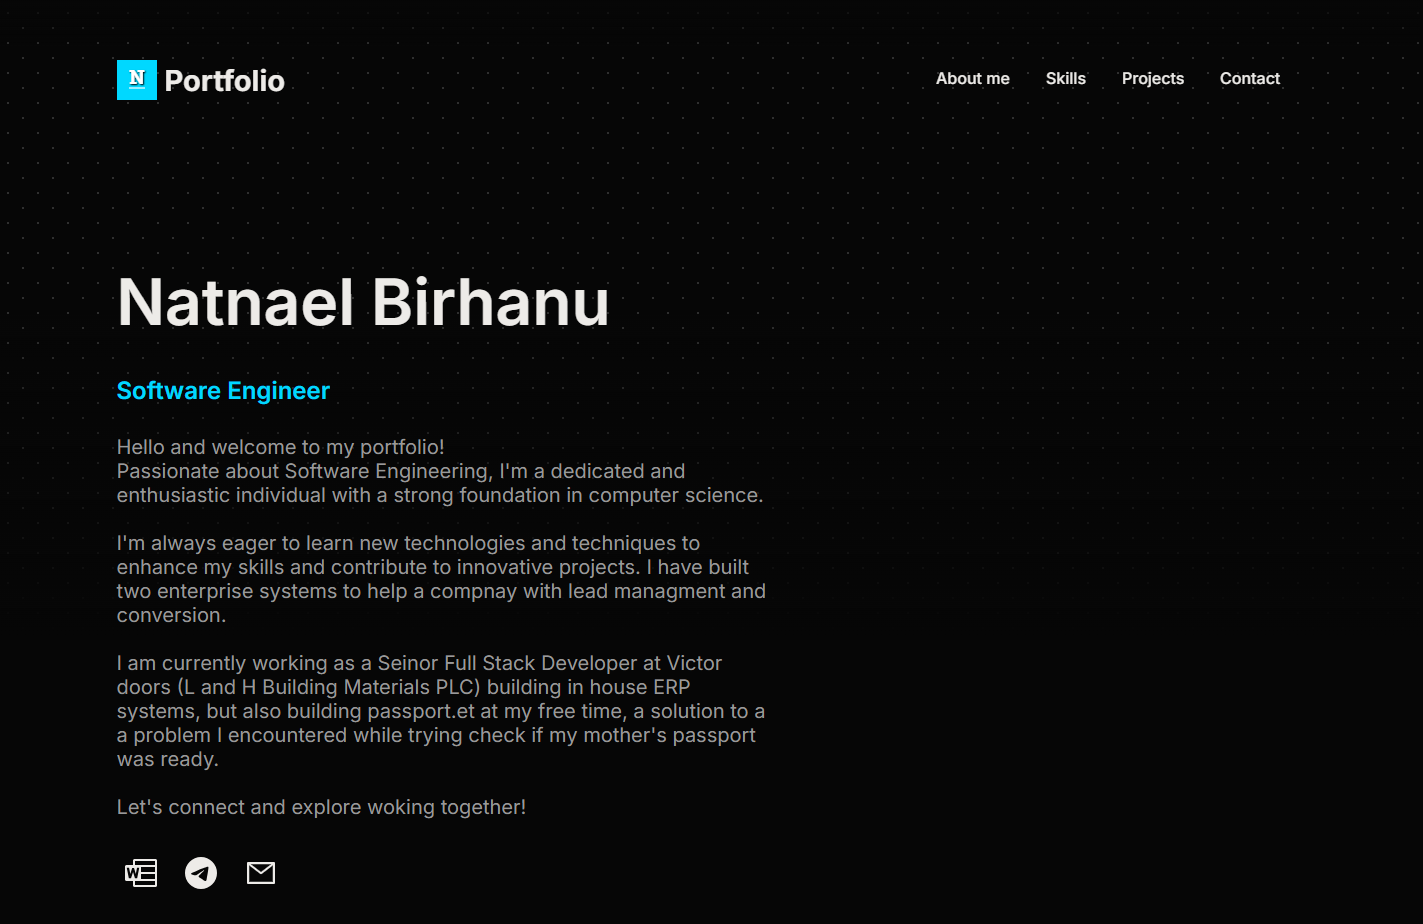 N Portfolio
About me Skills Projects Contact
Natnael Birhanu
Software Engineer
Hello and welcome to my portfolio!
Passionate about Software Engineering, I'm a dedicated and
enthusiastic individual with a strong foundation in computer science.
I'm always eager to learn new technologies and techniques to
enhance my skills and contribute to innovative projects. I have built
two enterprise systems to help a compnay with lead managment and
conversion.
I am currently working as a Seinor Full Stack Developer at Victor
doors (L and H Building Materials PLC) building in house ERP
systems, but also building passport.et at my free time, a solution to a
a problem I encountered while trying check if my mother's passport
was ready.
Let's connect and explore woking together!
W